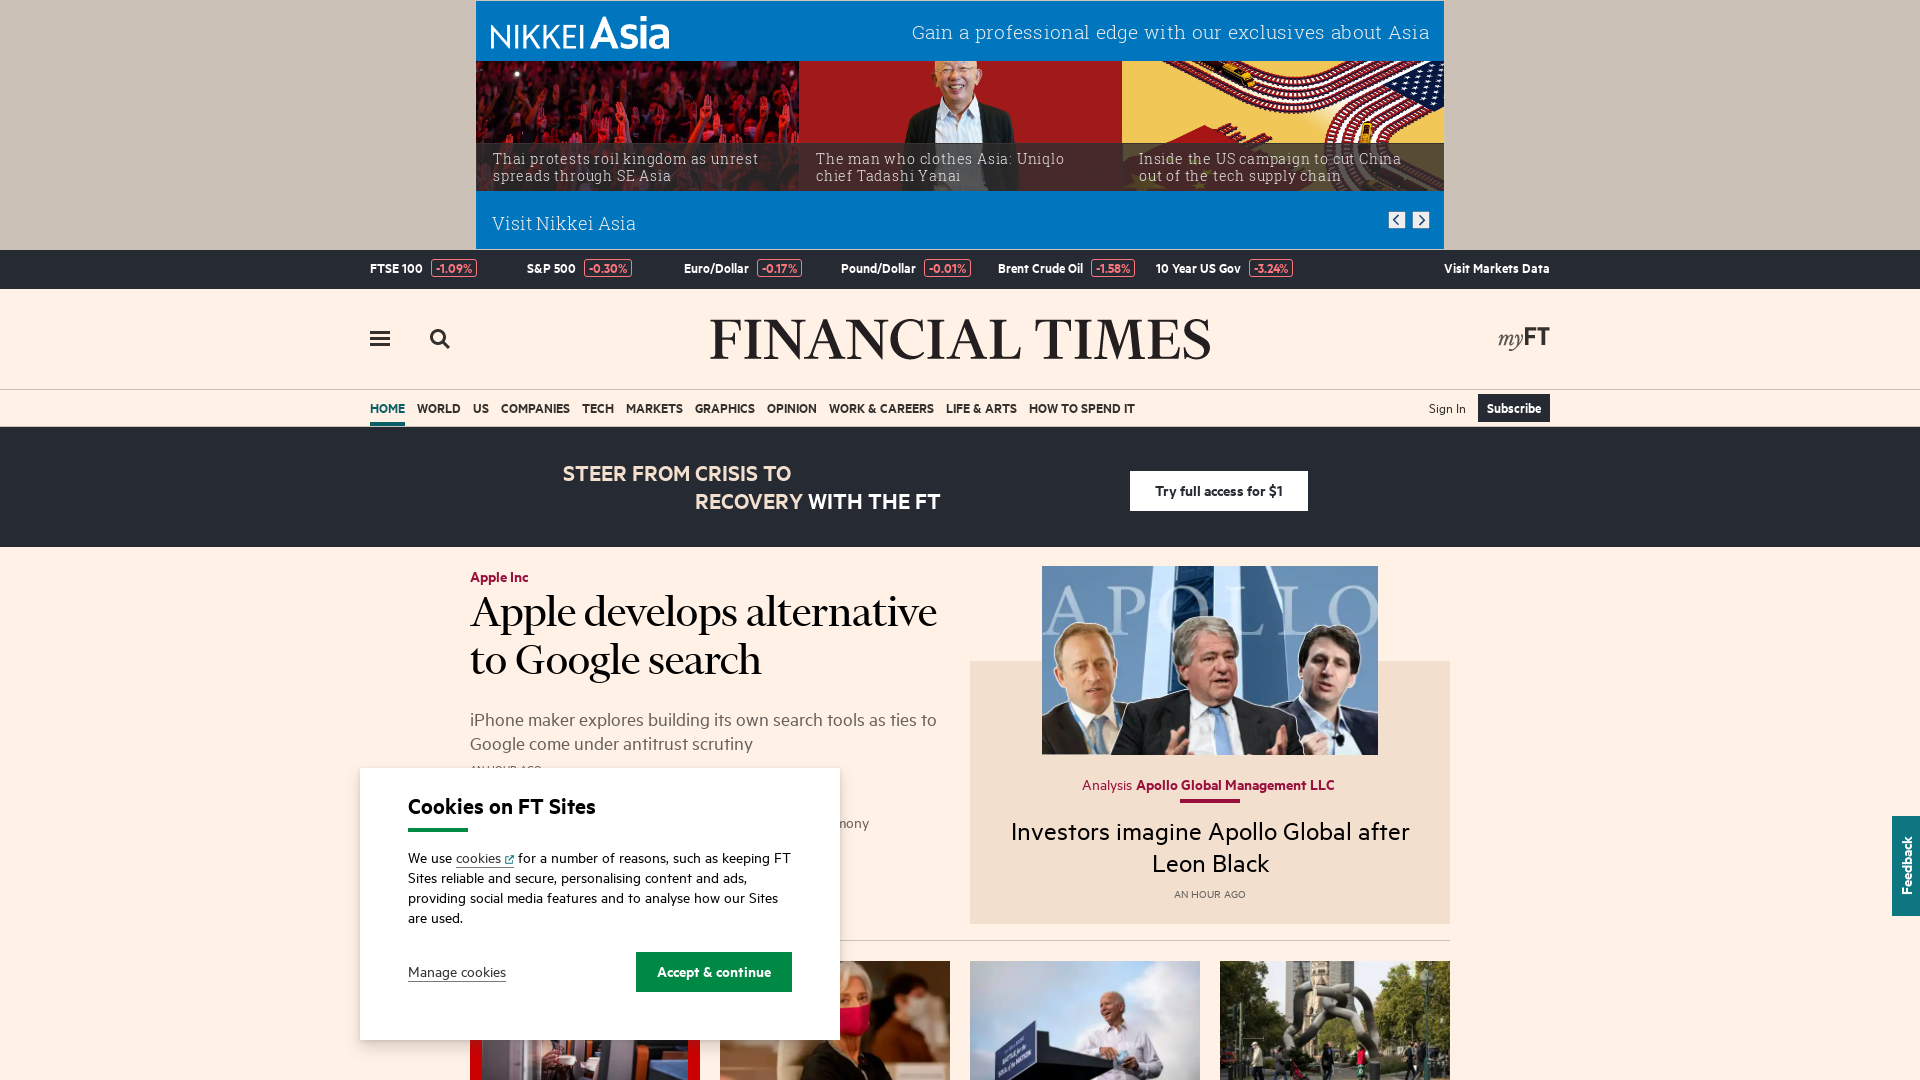 NIKKEI Asia
Gain a professional edge with our exclusives about Asia
Thai protests roil kingdom as unrest
spreads through SE Asia
The man who clothes Asia: Uniqlo
chief Tadashi Yanai
Inside the US campaign to cut China
out of the tech supply chain
Visit Nikkei Asia
FTSE 100 -1.09% S&P 500 -0.30% Euro/Dollar -0.17% Pound/Dollar -0.01% Brent Crude Oil -1.58% 10 Year US Gov -3.24% Visit Markets Data
FINANCIAL TIMES
myFT
HOME WORLD US COMPANIES TECH MARKETS GRAPHICS OPINION WORK & CAREERS LIFE & ARTS HOW TO SPEND IT Sign In Subscribe
STEER FROM CRISIS TO
RECOVERY WITH THE FT
Try full access for $1
Apple Inc
Apple develops alternative
to Google search
iPhone maker explores building its own search tools as ties to
Google come under antitrust scrutiny
AN HOUR AGO
APOLLO
Analysis Apollo Global Management LLC
Investors imagine Apollo Global after
Leon Black
AN HOUR AGO
Cookies on FT Sites
We use cookies for a number of reasons, such as keeping FT
Sites reliable and secure, personalising content and ads,
providing social media features and to analyse how our Sites
are used.
Manage cookies
Accept & continue
Feedback